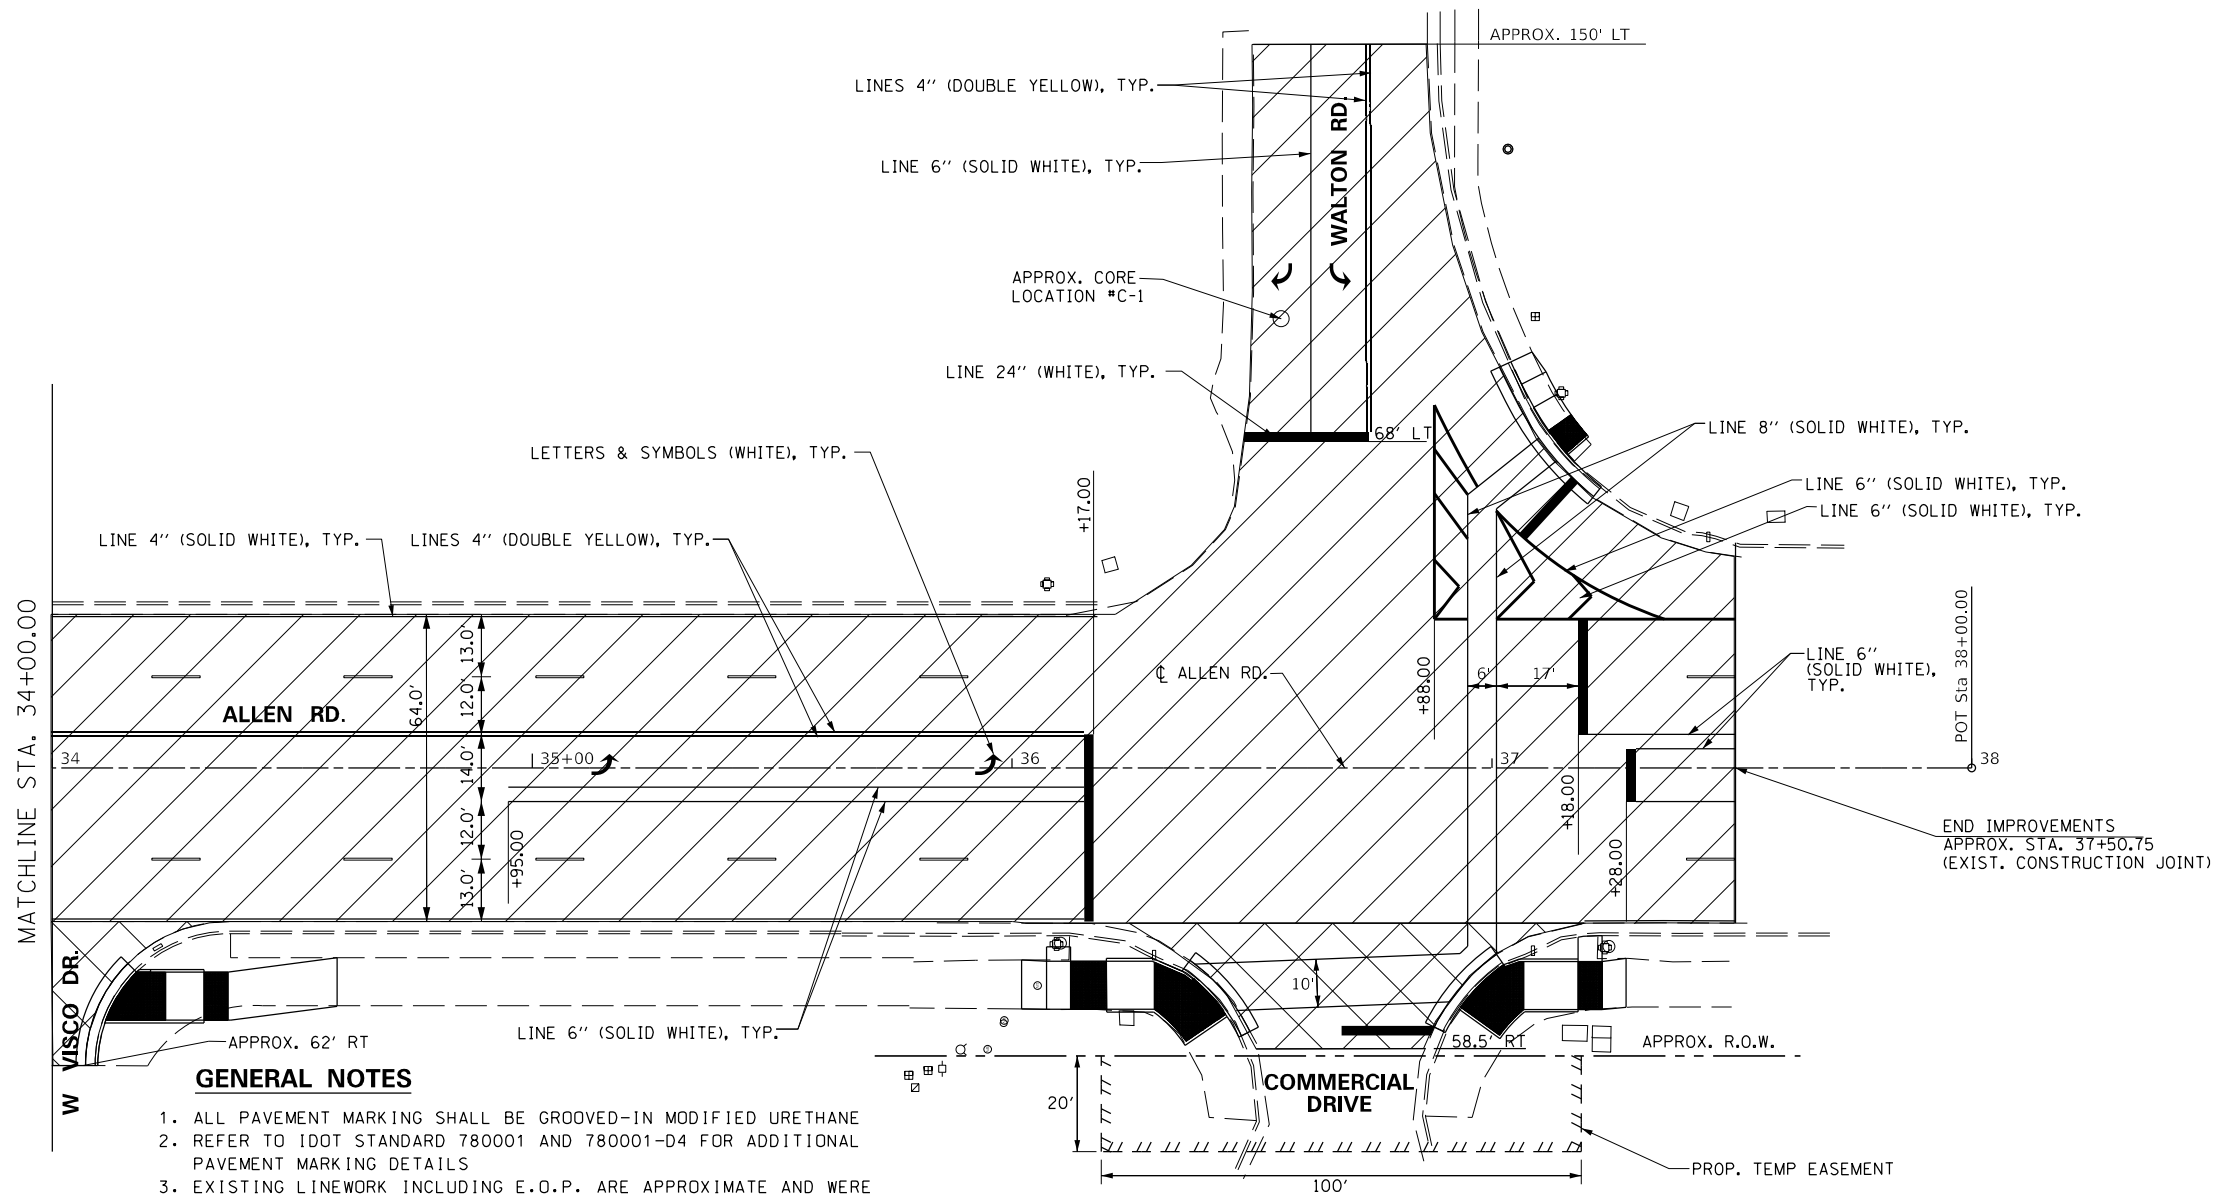 APPROX. 150' LT
LINES 4'' (DOUBLE YELLOW), TYP.
WALTON RD.
LINE 6'' (SOLID WHITE), TYP.
APPROX. CORE
LOCATION #C-1
LINE 24'' (WHITE), TYP.
68' LT
LINE 8'' (SOLID WHITE), TYP.
LETTERS & SYMBOLS (WHITE), TYP.
LINE 6'' (SOLID WHITE), TYP.
LINE 6'' (SOLID WHITE), TYP.
+17.00
LINE 4'' (SOLID WHITE), TYP.
LINES 4'' (DOUBLE YELLOW), TYP.
MATCHLINE STA. 34+00.00
POT Sta 38+00.00
13.0'
12.0'
64.0'
14.0'
12.0'
13.0'
ALLEN RD.
℄ ALLEN RD.
+88.00
6'
17'
LINE 6''
(SOLID WHITE),
TYP.
34
35+00
36
37
38
+95.00
+18.00
+28.00
END IMPROVEMENTS
APPROX. STA. 37+50.75
(EXIST. CONSTRUCTION JOINT)
W VISCO DR.
10'
LINE 6'' (SOLID WHITE), TYP.
APPROX. 62' RT
58.5' RT
APPROX. R.O.W.
COMMERCIAL
DRIVE
20'
100'
PROP. TEMP EASEMENT
GENERAL NOTES
1. ALL PAVEMENT MARKING SHALL BE GROOVED-IN MODIFIED URETHANE
2. REFER TO IDOT STANDARD 780001 AND 780001-D4 FOR ADDITIONAL
PAVEMENT MARKING DETAILS
3. EXISTING LINEWORK INCLUDING E.O.P. ARE APPROXIMATE AND WERE